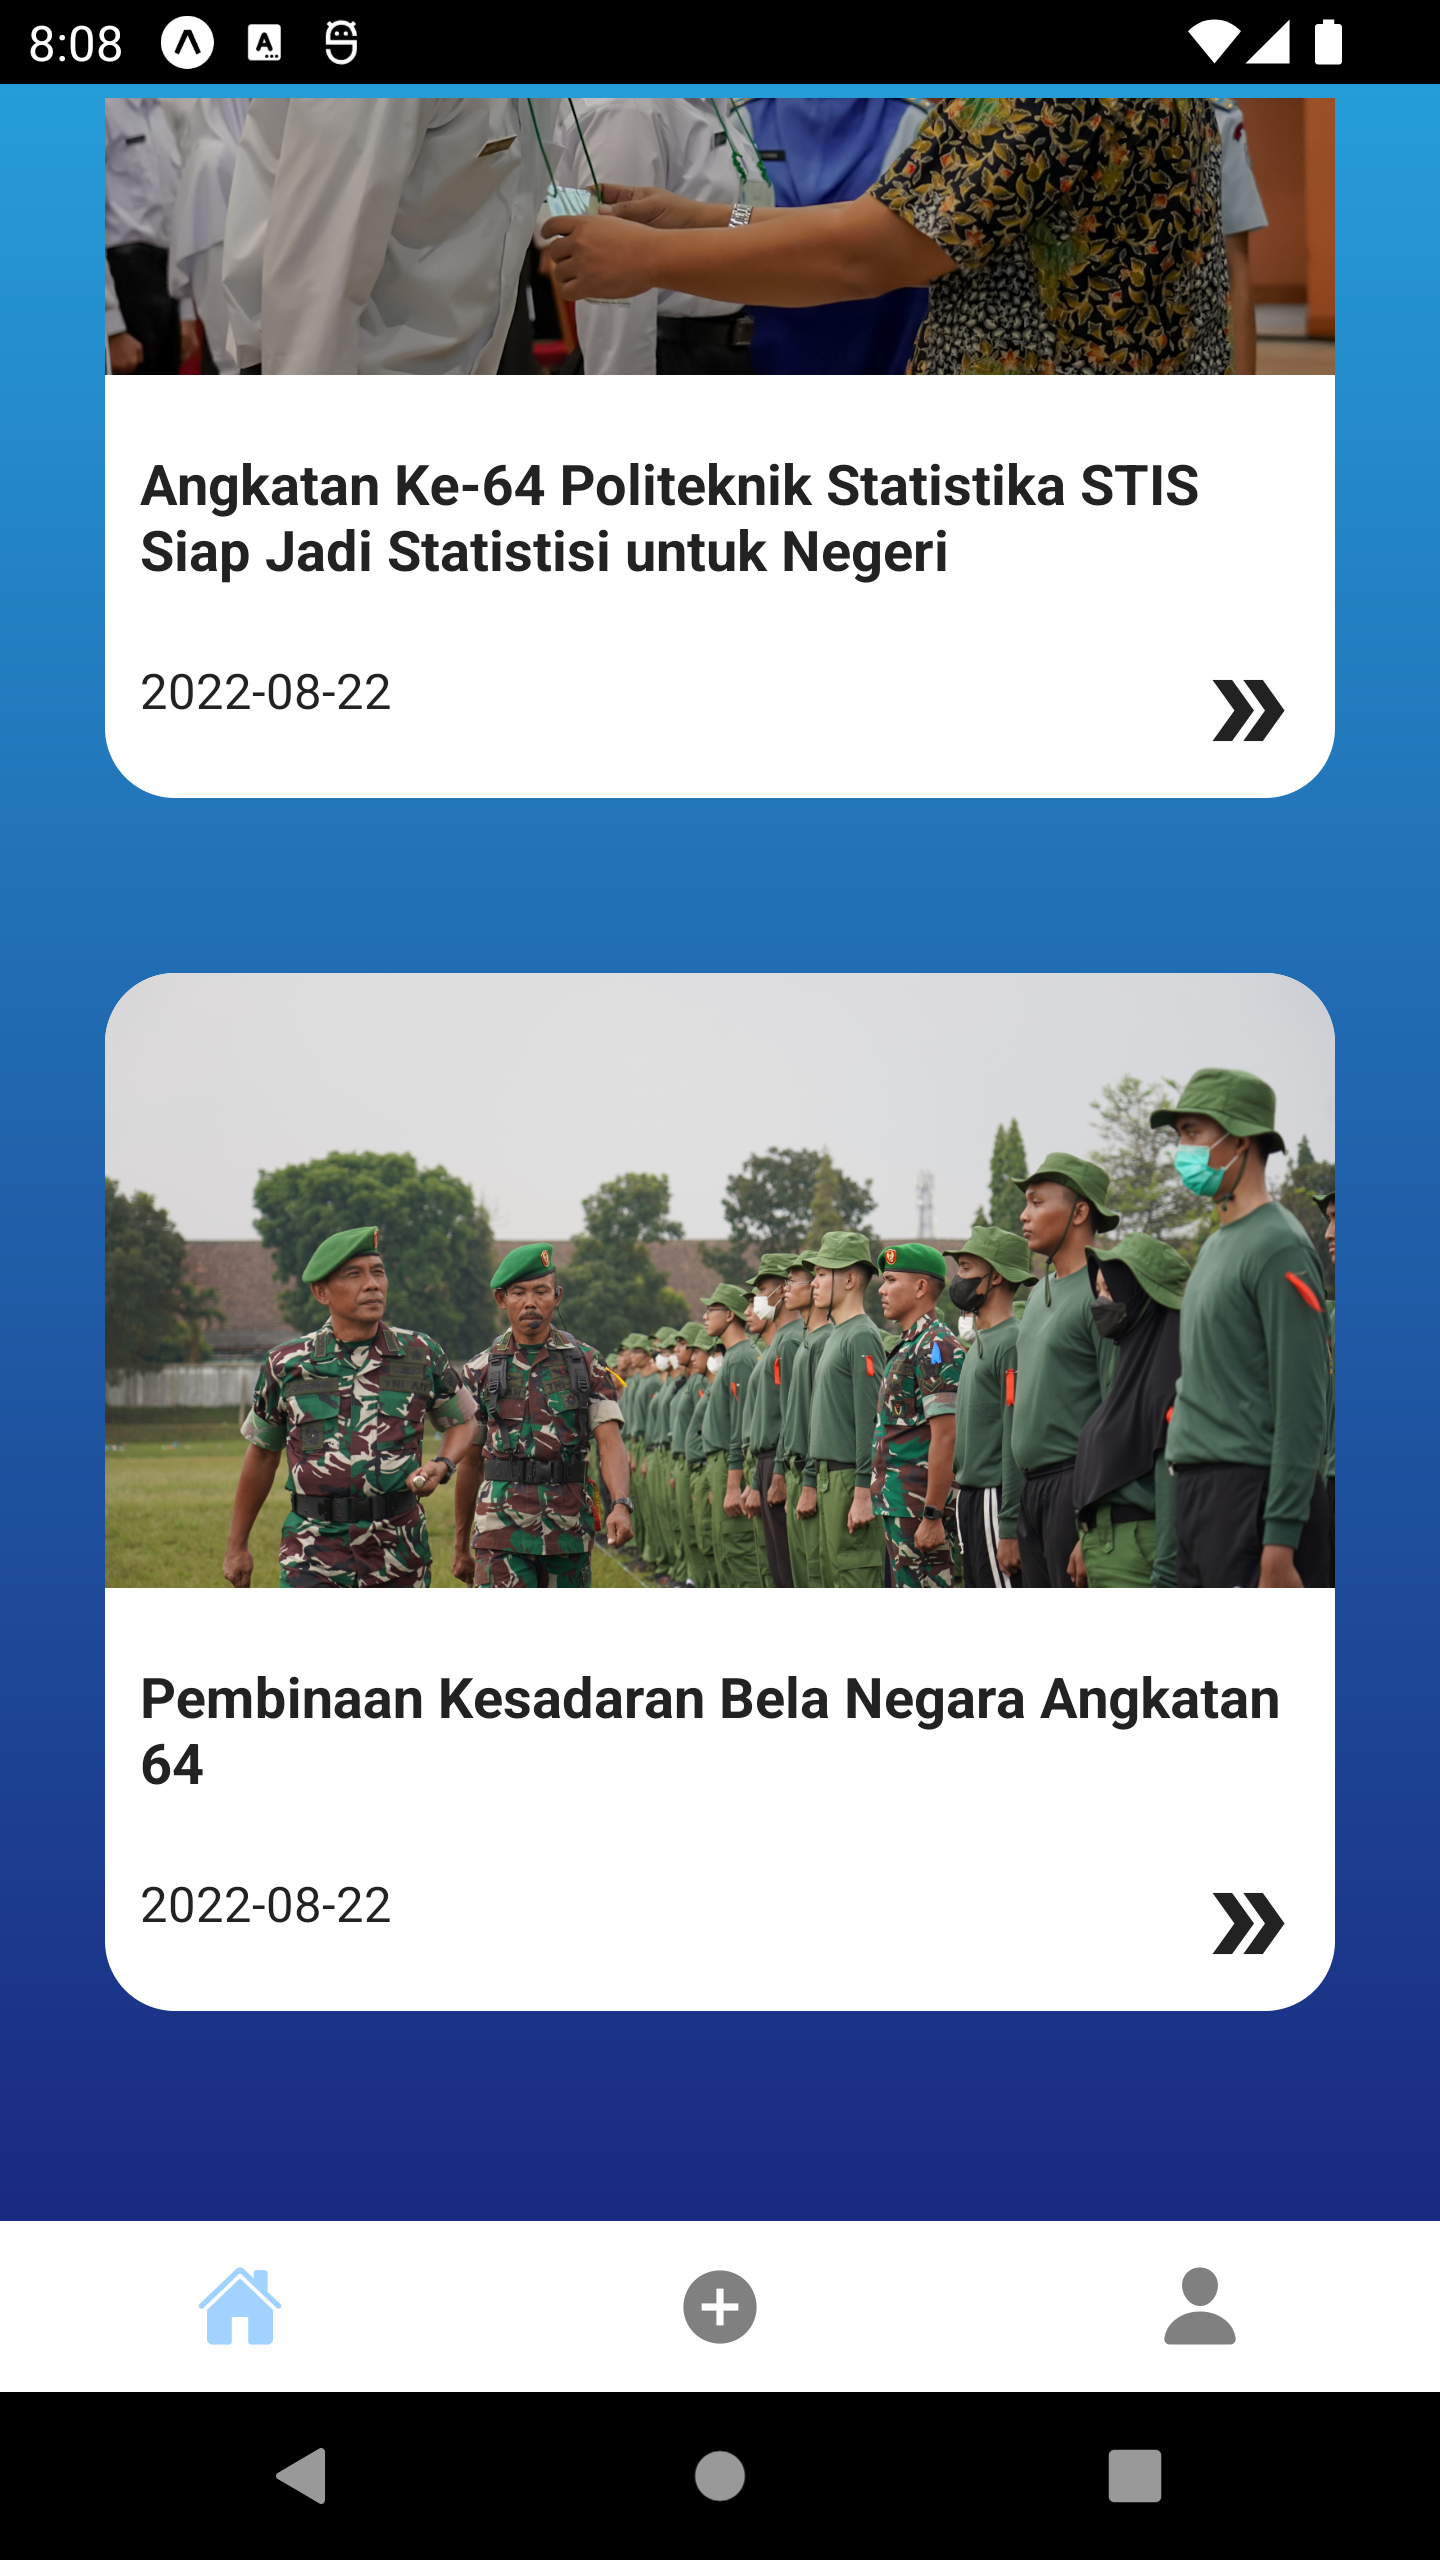 8:08
Angkatan Ke-64 Politeknik Statistika STIS
Siap Jadi Statistisi untuk Negeri
2022-08-22
Pembinaan Kesadaran Bela Negara Angkatan
64
2022-08-22